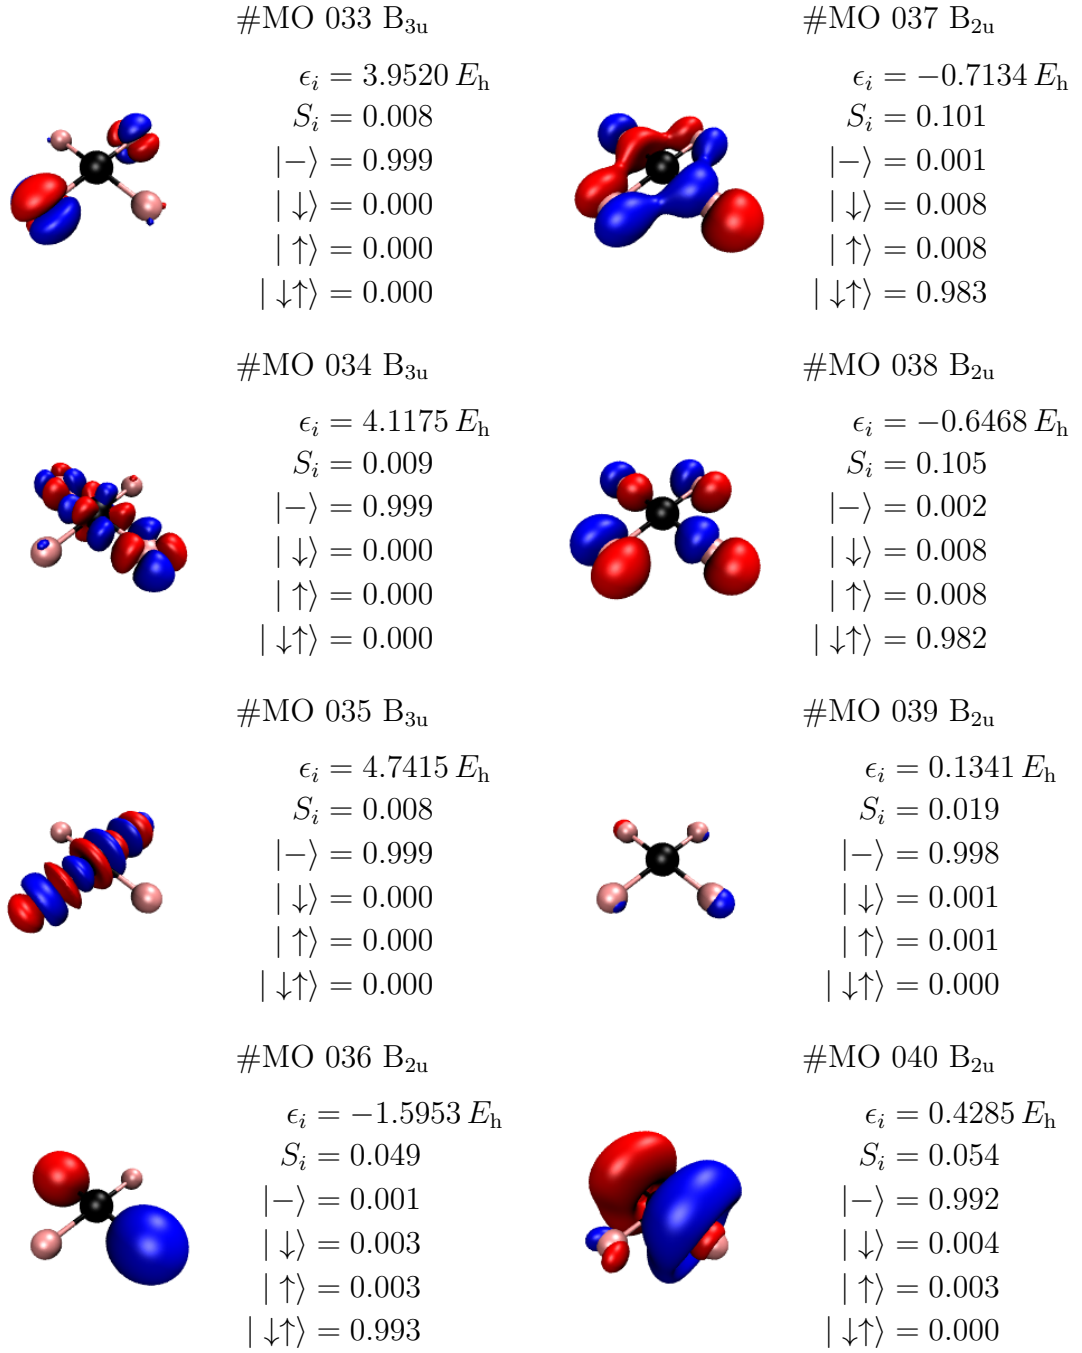 #MO 033 B3u
ϵi = 3.9520 Eh
Si = 0.008
|−⟩ = 0.999
| ↓⟩ = 0.000
| ↑⟩ = 0.000
| ↓↑⟩ = 0.000
#MO 034 B3u
ϵi = 4.1175 Eh
Si = 0.009
|−⟩ = 0.999
| ↓⟩ = 0.000
| ↑⟩ = 0.000
| ↓↑⟩ = 0.000
#MO 035 B3u
ϵi = 4.7415 Eh
Si = 0.008
|−⟩ = 0.999
| ↓⟩ = 0.000
| ↑⟩ = 0.000
| ↓↑⟩ = 0.000
#MO 036 B2u
ϵi = −1.5953 Eh
Si = 0.049
|−⟩ = 0.001
| ↓⟩ = 0.003
| ↑⟩ = 0.003
| ↓↑⟩ = 0.993
#MO 037 B2u
ϵi = −0.7134 Eh
Si = 0.101
|−⟩ = 0.001
| ↓⟩ = 0.008
| ↑⟩ = 0.008
| ↓↑⟩ = 0.983
#MO 038 B2u
ϵi = −0.6468 Eh
Si = 0.105
|−⟩ = 0.002
| ↓⟩ = 0.008
| ↑⟩ = 0.008
| ↓↑⟩ = 0.982
#MO 039 B2u
ϵi = 0.1341 Eh
Si = 0.019
|−⟩ = 0.998
| ↓⟩ = 0.001
| ↑⟩ = 0.001
| ↓↑⟩ = 0.000
#MO 040 B2u
ϵi = 0.4285 Eh
Si = 0.054
|−⟩ = 0.992
| ↓⟩ = 0.004
| ↑⟩ = 0.003
| ↓↑⟩ = 0.000